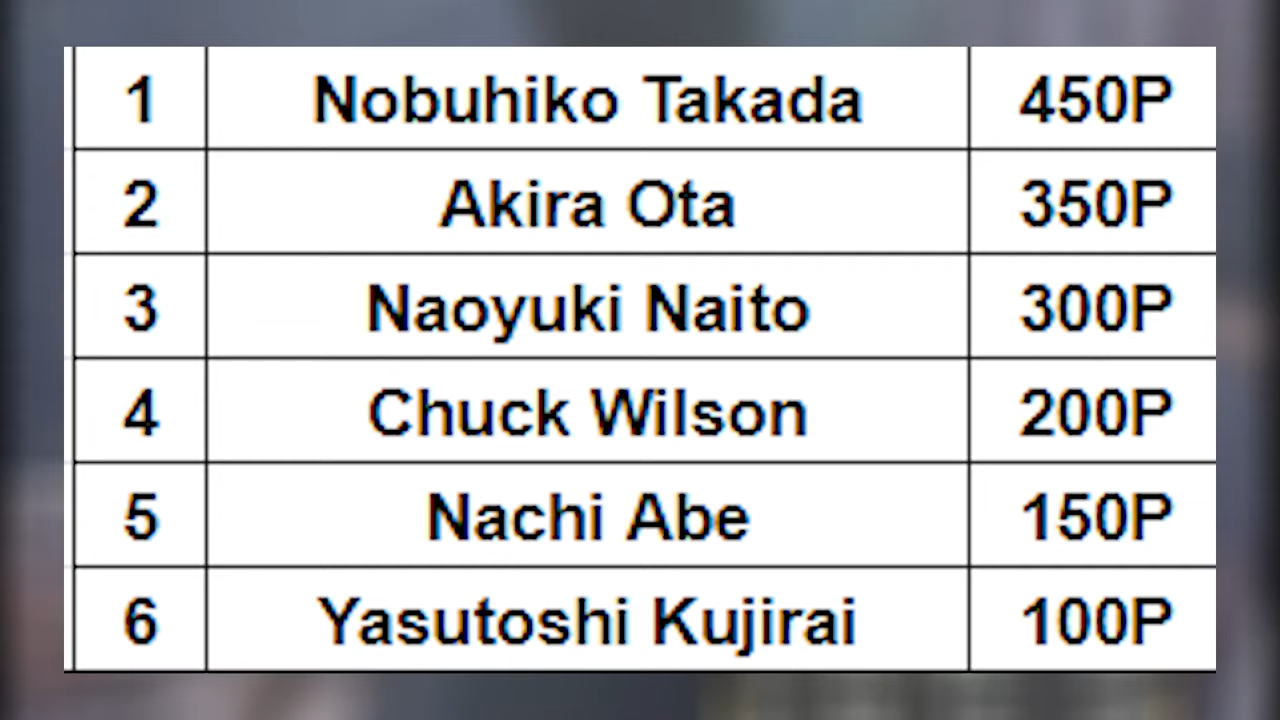 1 Nobuhiko Takada 450P
2 Akira Ota 350P
3 Naoyuki Naito 300P
4 Chuck Wilson 200P
5 Nachi Abe 150P
6 Yasutoshi Kujirai 100P